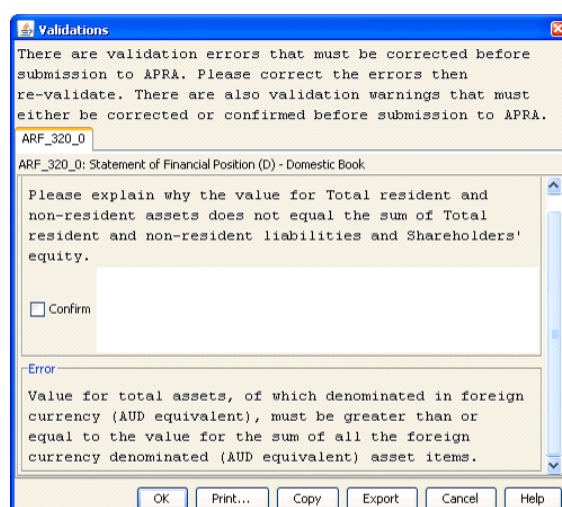 Validations
There are validation errors that must be corrected before
submission to APRA. Please correct the errors then
re-validate. There are also validation warnings that must
either be corrected or confirmed before submission to APRA.
ARF_320_0
ARF_320_0: Statement of Financial Position (D) - Domestic Book
Please explain why the value for Total resident and
non-resident assets does not equal the sum of Total
resident and non-resident liabilities and Shareholders'
equity.
Confirm
Error
Value for total assets, of which denominated in foreign
currency (AUD equivalent), must be greater than or
equal to the value for the sum of all the foreign
currency denominated (AUD equivalent) asset items.
OK Print... Copy Export Cancel Help